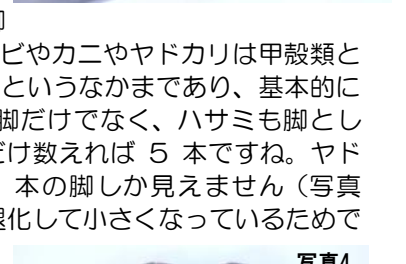 ビやカニやヤドカリは甲殻類と
というなかまであり、基本的に
脚だけでなく、ハサミも脚とし
だけ数えれば 5 本ですね。ヤド
本の脚しか見えません（写真
退化して小さくなっているためで
写真4